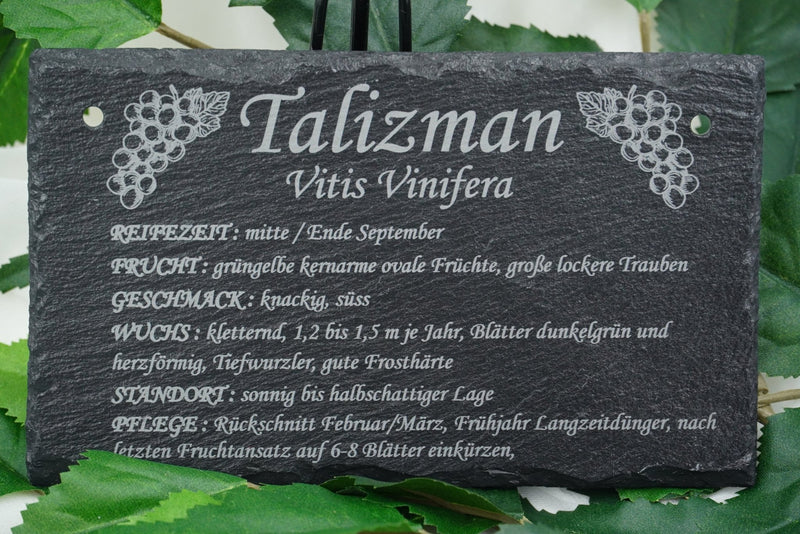 Talizman
Vitis Vinifera
REIFEZEIT : mitte / Ende September
FRUCHT : grüngelbe kernarme ovale Früchte, große lockere Trauben
GESCHMACK : knackig, süss
WUCHS : kletternd, 1,2 bis 1,5 m je Jahr, Blätter dunkelgrün und
herzförmig, Tiefwurzler, gute Frosthärte
STANDORT : sonnig bis halbschattiger Lage
PFLEGE : Rückschnitt Februar/März, Frühjahr Langzeitdünger, nach
letzten Fruchtansatz auf 6-8 Blätter einkürzen,